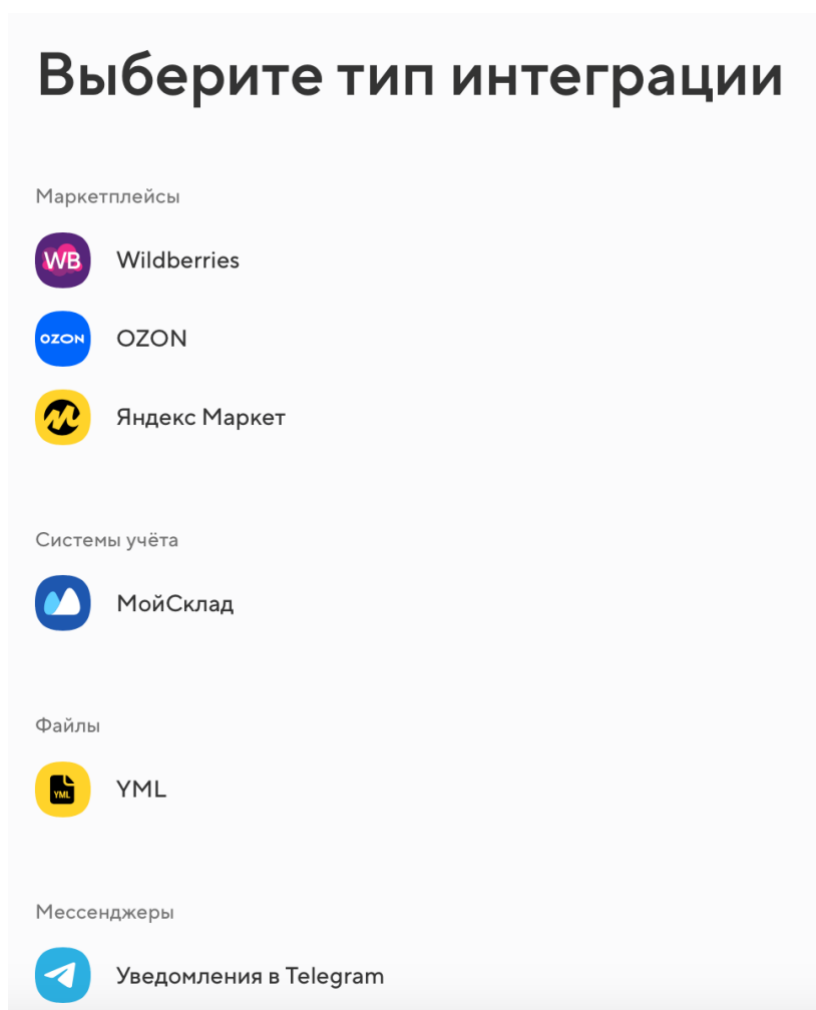 Выберите тип интеграции
Маркетплейсы
WB Wildberries
OZON OZON
Яндекс Маркет
Системы учёта
МойСклад
Файлы
YML YML
Мессенджеры
Уведомления в Telegram